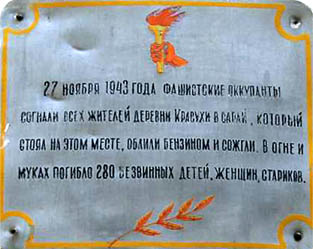 27 НОЯБРЯ 1943 ГОДА ФАШИСТСКИЕ ОККУПАНТЫ
СОГНАЛИ ВСЕХ ЖИТЕЛЕЙ ДЕРЕВНИ КРАСУХИ В САРАЙ, КОТОРЫЙ
СТОЯЛ НА ЭТОМ МЕСТЕ, ОБЛИЛИ БЕНЗИНОМ И СОЖГЛИ. В ОГНЕ И
МУКАХ ПОГИБЛО 280 БЕЗВИННЫХ ДЕТЕЙ, ЖЕНЩИН, СТАРИКОВ.